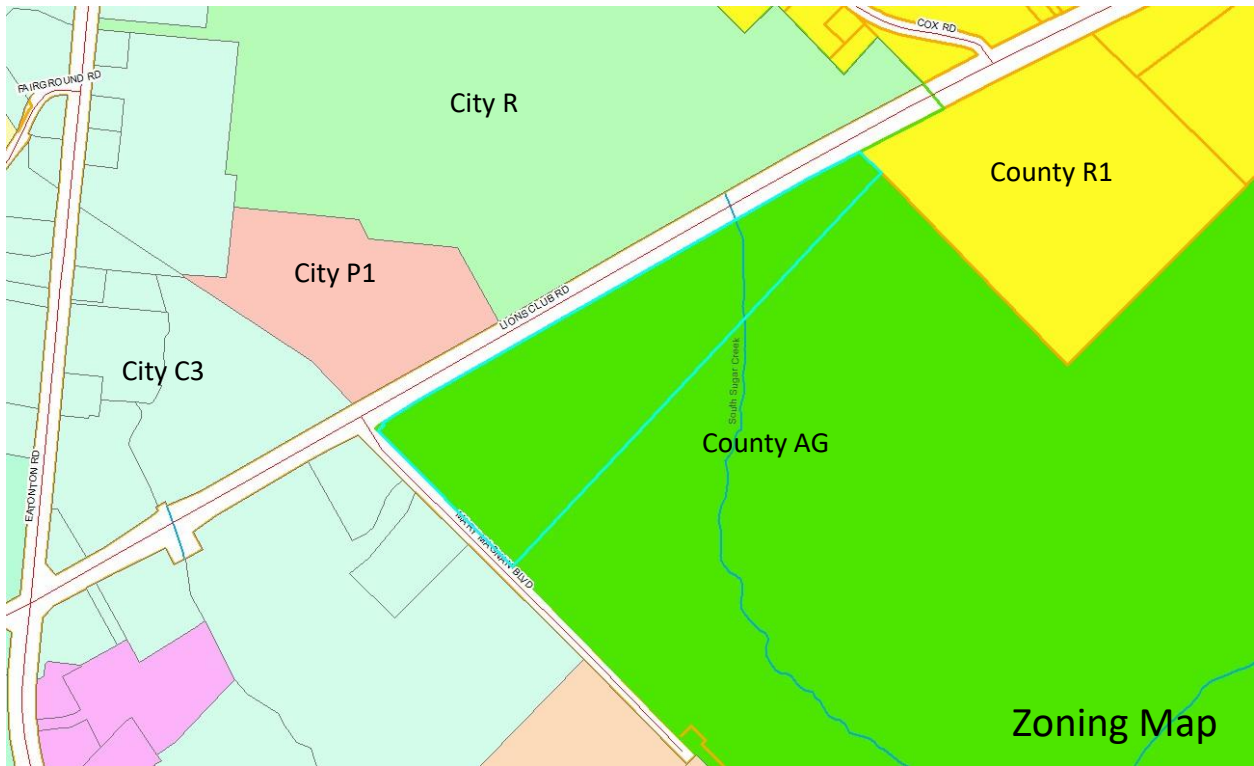 COX RD
FAIRGROUND RD
City R
County R1
City P1
LIONS CLUB RD
City C3
South Sugar Creek
County AG
EATONTON RD
MARY MAGNAN BLVD
Zoning Map